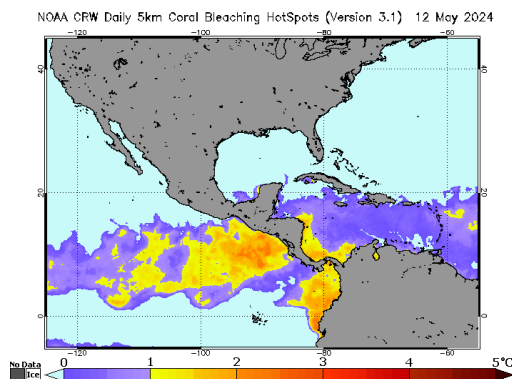 NOAA CRW Daily 5km Coral Bleaching HotSpots (Version 3.1) 12 May 2024
-120 -100 -80 -60
40 40
20 20
0 0
-120 -100 -80 -60
No Data
Ice 0 1 2 3 4 5°C